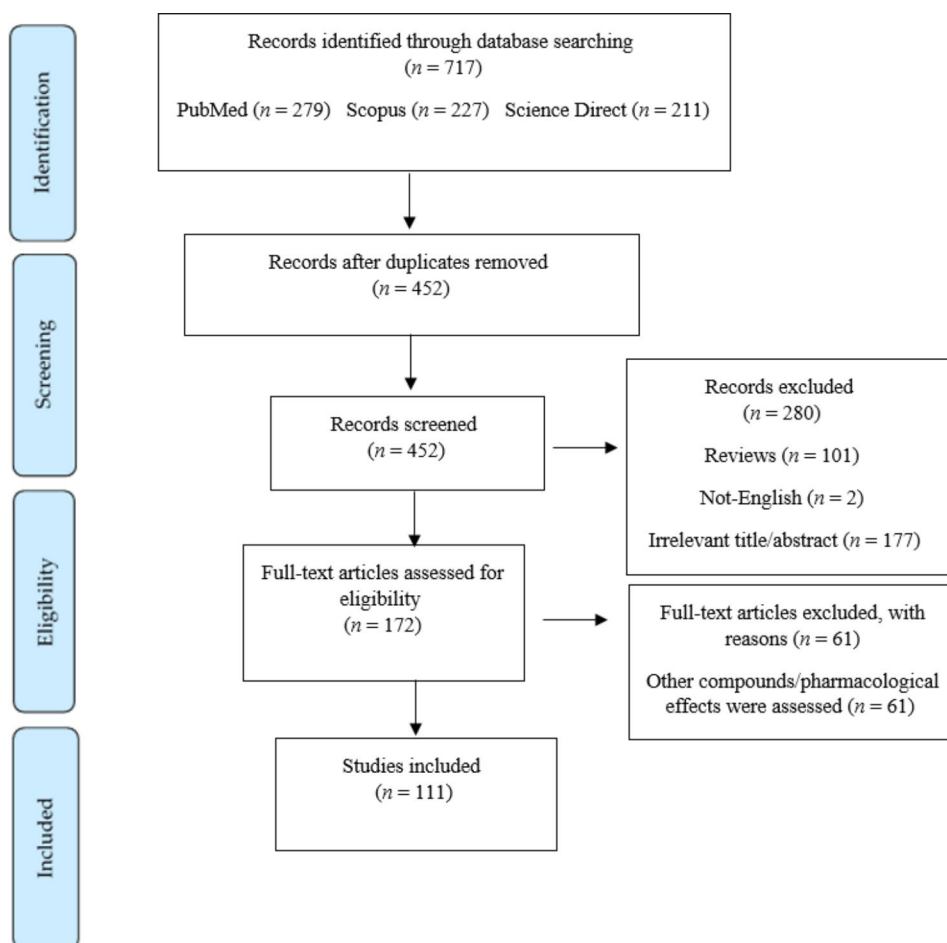 Identification
Records identified through database searching
(n = 717)
PubMed (n = 279) Scopus (n = 227) Science Direct (n = 211)
Screening
Records after duplicates removed
(n = 452)
Records screened
(n = 452)
Records excluded
(n = 280)
Reviews (n = 101)
Not-English (n = 2)
Irrelevant title/abstract (n = 177)
Eligibility
Full-text articles assessed for
eligibility
(n = 172)
Full-text articles excluded, with
reasons (n = 61)
Other compounds/pharmacological
effects were assessed (n = 61)
Included
Studies included
(n = 111)